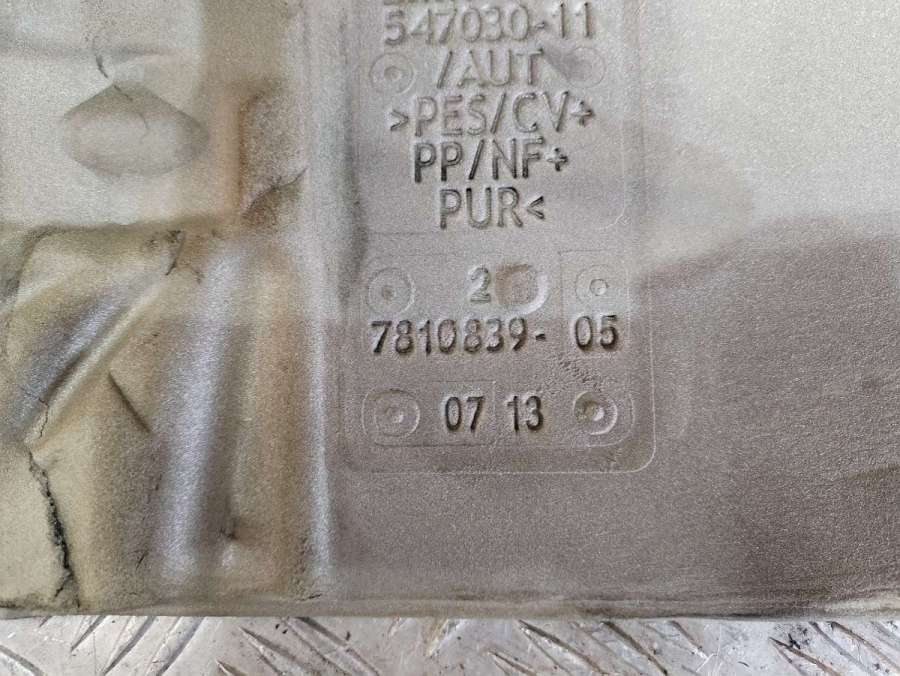 547030-11
/AUT
>PES/CV+
PP/NF+
PUR<
2
7810839- 05
07 13